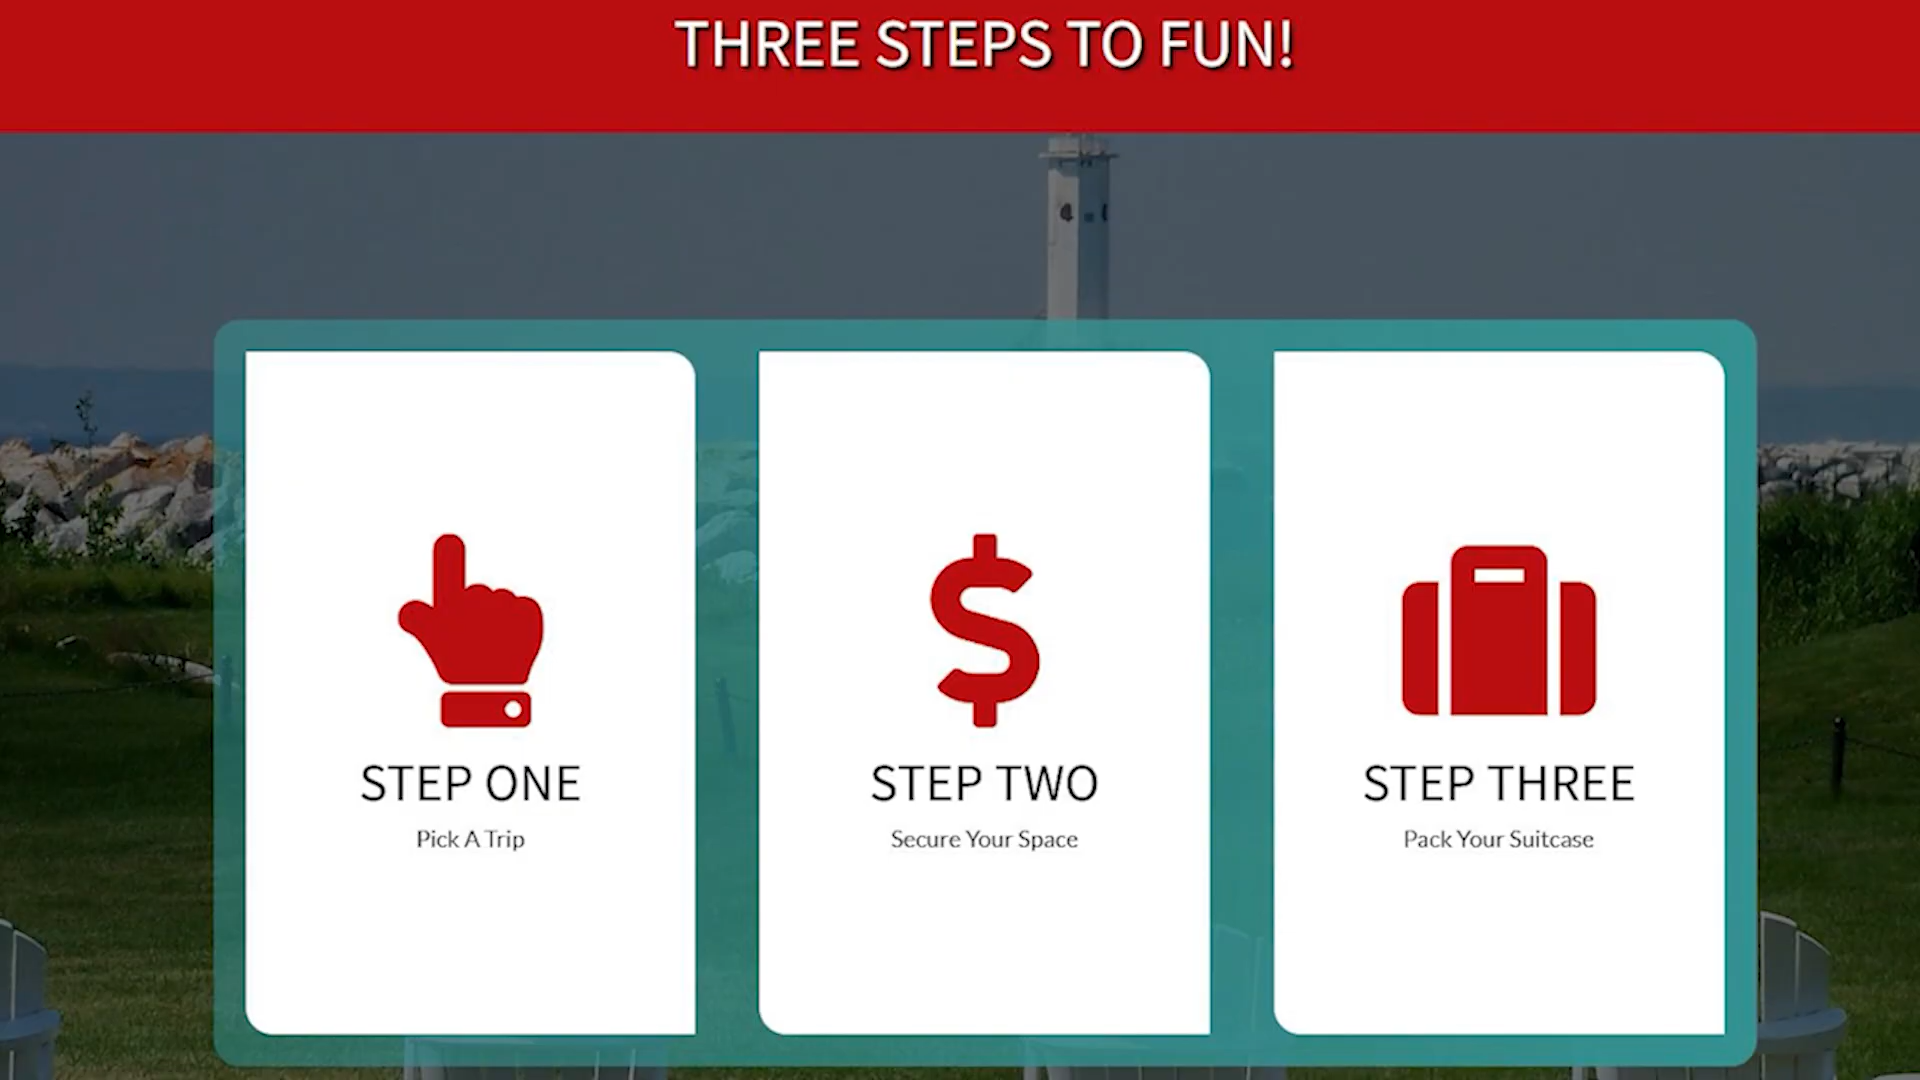 THREE STEPS TO FUN!
STEP ONE
Pick A Trip
STEP TWO
Secure Your Space
STEP THREE
Pack Your Suitcase